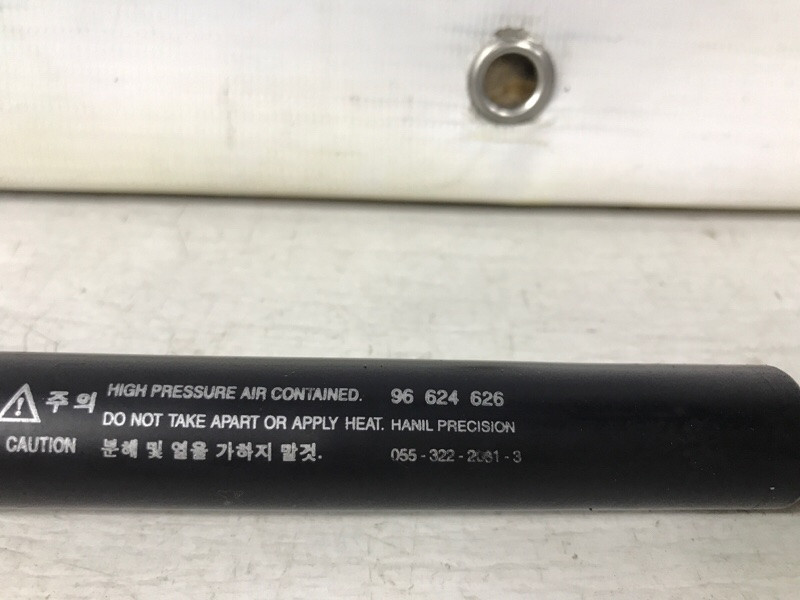 주의 HIGH PRESSURE AIR CONTAINED. 96 624 626
DO NOT TAKE APART OR APPLY HEAT. HANIL PRECISION
CAUTION 분해 및 열을 가하지 말것. 055-322-2081-3